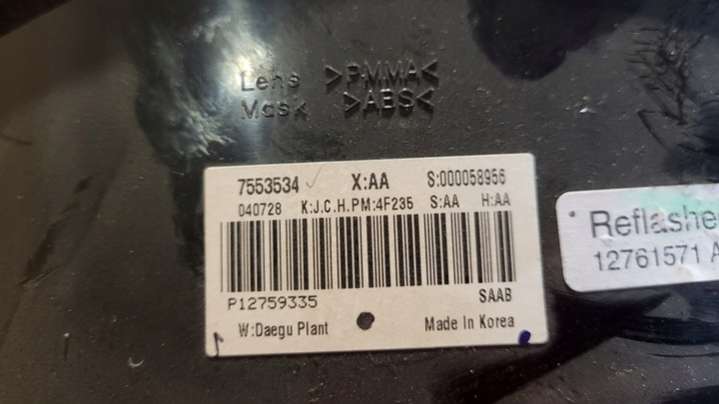 Lens >PMMA<
Mask >ABS<
7553534 X:AA S:000058956
040728 K:J.C.H.PM:4F235 S:AA H:AA
P12759335 SAAB
W:Daegu Plant Made In Korea
Reflashe
12761571 A